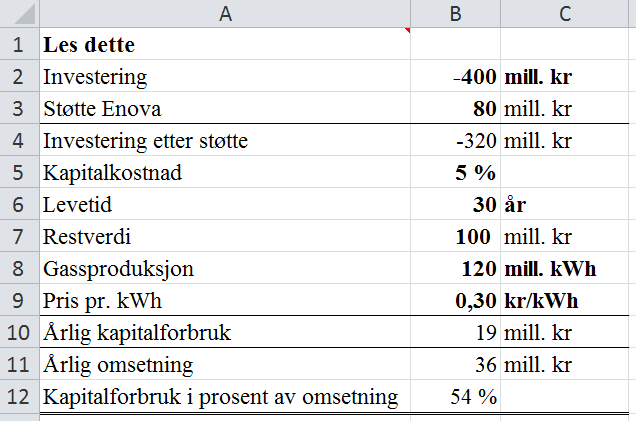 A B C
1 Les dette
2 Investering -400 mill. kr
3 Støtte Enova 80 mill. kr
4 Investering etter støtte -320 mill. kr
5 Kapitalkostnad 5 %
6 Levetid 30 år
7 Restverdi 100 mill. kr
8 Gassproduksjon 120 mill. kWh
9 Pris pr. kWh 0,30 kr/kWh
10 Årlig kapitalforbruk 19 mill. kr
11 Årlig omsetning 36 mill. kr
12 Kapitalforbruk i prosent av omsetning 54 %